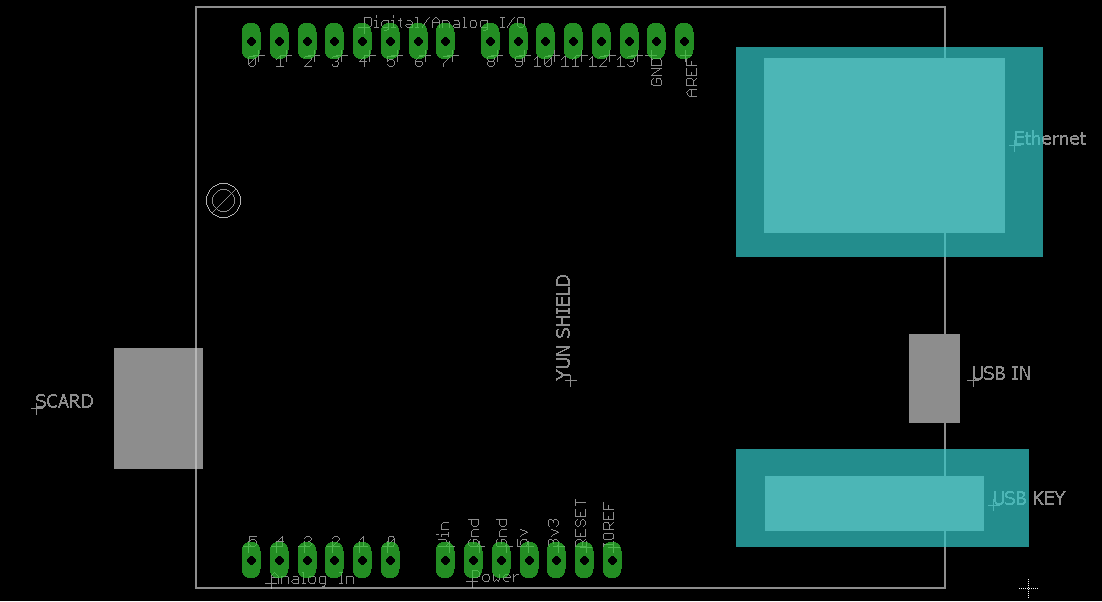 Digital/Analog I/O
0 1 2 3 4 5 6 7 8 9 10 11 12 13 GND AREF
Ethernet
YUN SHIELD
USB IN
SCARD
USB KEY
5 4 3 2 1 0 Vin Gnd Gnd 5v 3v3 RESET IOREF
Analog In
Power